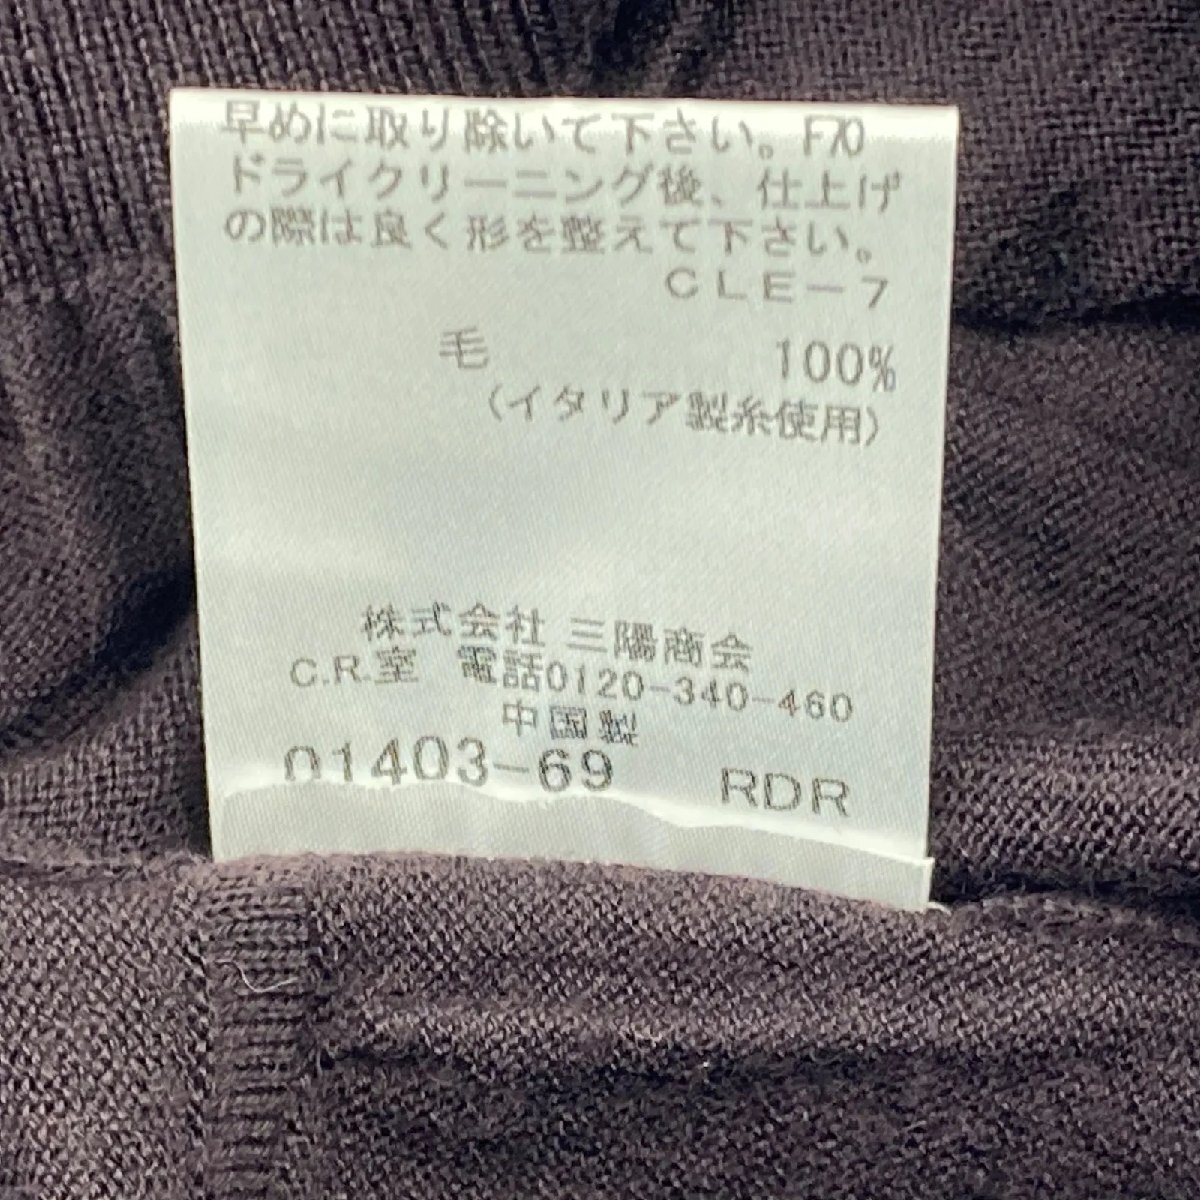 早めに取り除いて下さい。F70
ドライクリーニング後、仕上げ
の際は良く形を整えて下さい。
CLE-7
毛 100%
(イタリア製糸使用)
株式会社 三陽商会
C.R.室 電話0120-340-460
中国製
01403-69 RDR